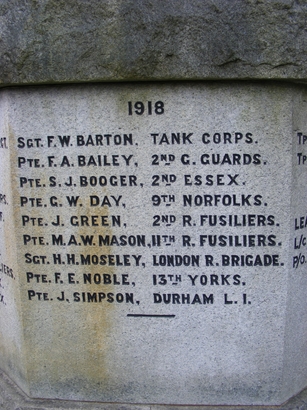 1918
SGT. F. W. BARTON, TANK CORPS.
PTE. F. A. BAILEY, 2ND G. GUARDS.
PTE. S. J. BOOGER, 2ND ESSEX.
PTE. G. W. DAY, 9TH NORFOLKS.
PTE. J. GREEN, 2ND R. FUSILIERS.
PTE. M. A. W. MASON, 11TH R. FUSILIERS.
SGT. H. H. MOSELEY, LONDON R. BRIGADE.
PTE. F. E. NOBLE, 13TH YORKS.
PTE. J. SIMPSON, DURHAM L. I.